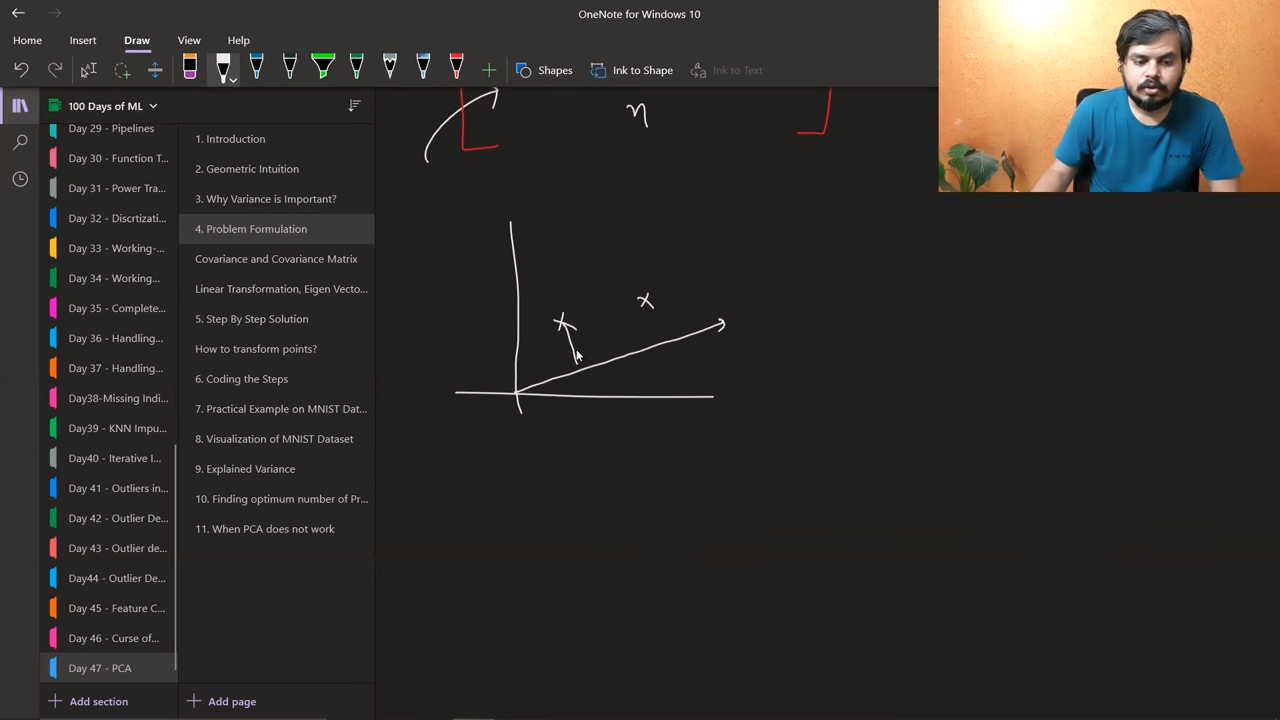 OneNote for Windows 10
Home Insert Draw View Help
Shapes Ink to Shape Ink to Text
100 Days of ML
Day 29 - Pipelines
Day 30 - Function T...
Day 31 - Power Tra...
Day 32 - Discrtizati...
Day 33 - Working-...
Day 34 - Working...
Day 35 - Complete...
Day 36 - Handling...
Day 37 - Handling...
Day38-Missing Indi...
Day39 - KNN Impu...
Day40 - Iterative I...
Day 41 - Outliers in...
Day 42 - Outlier De...
Day 43 - Outlier de...
Day44 - Outlier De...
Day 45 - Feature C...
Day 46 - Curse of...
Day 47 - PCA
Add section
1. Introduction
2. Geometric Intuition
3. Why Variance is Important?
4. Problem Formulation
Covariance and Covariance Matrix
Linear Transformation, Eigen Vecto...
5. Step By Step Solution
How to transform points?
6. Coding the Steps
7. Practical Example on MNIST Dat...
8. Visualization of MNIST Dataset
9. Explained Variance
10. Finding optimum number of Pr...
11. When PCA does not work
Add page
n
x
x